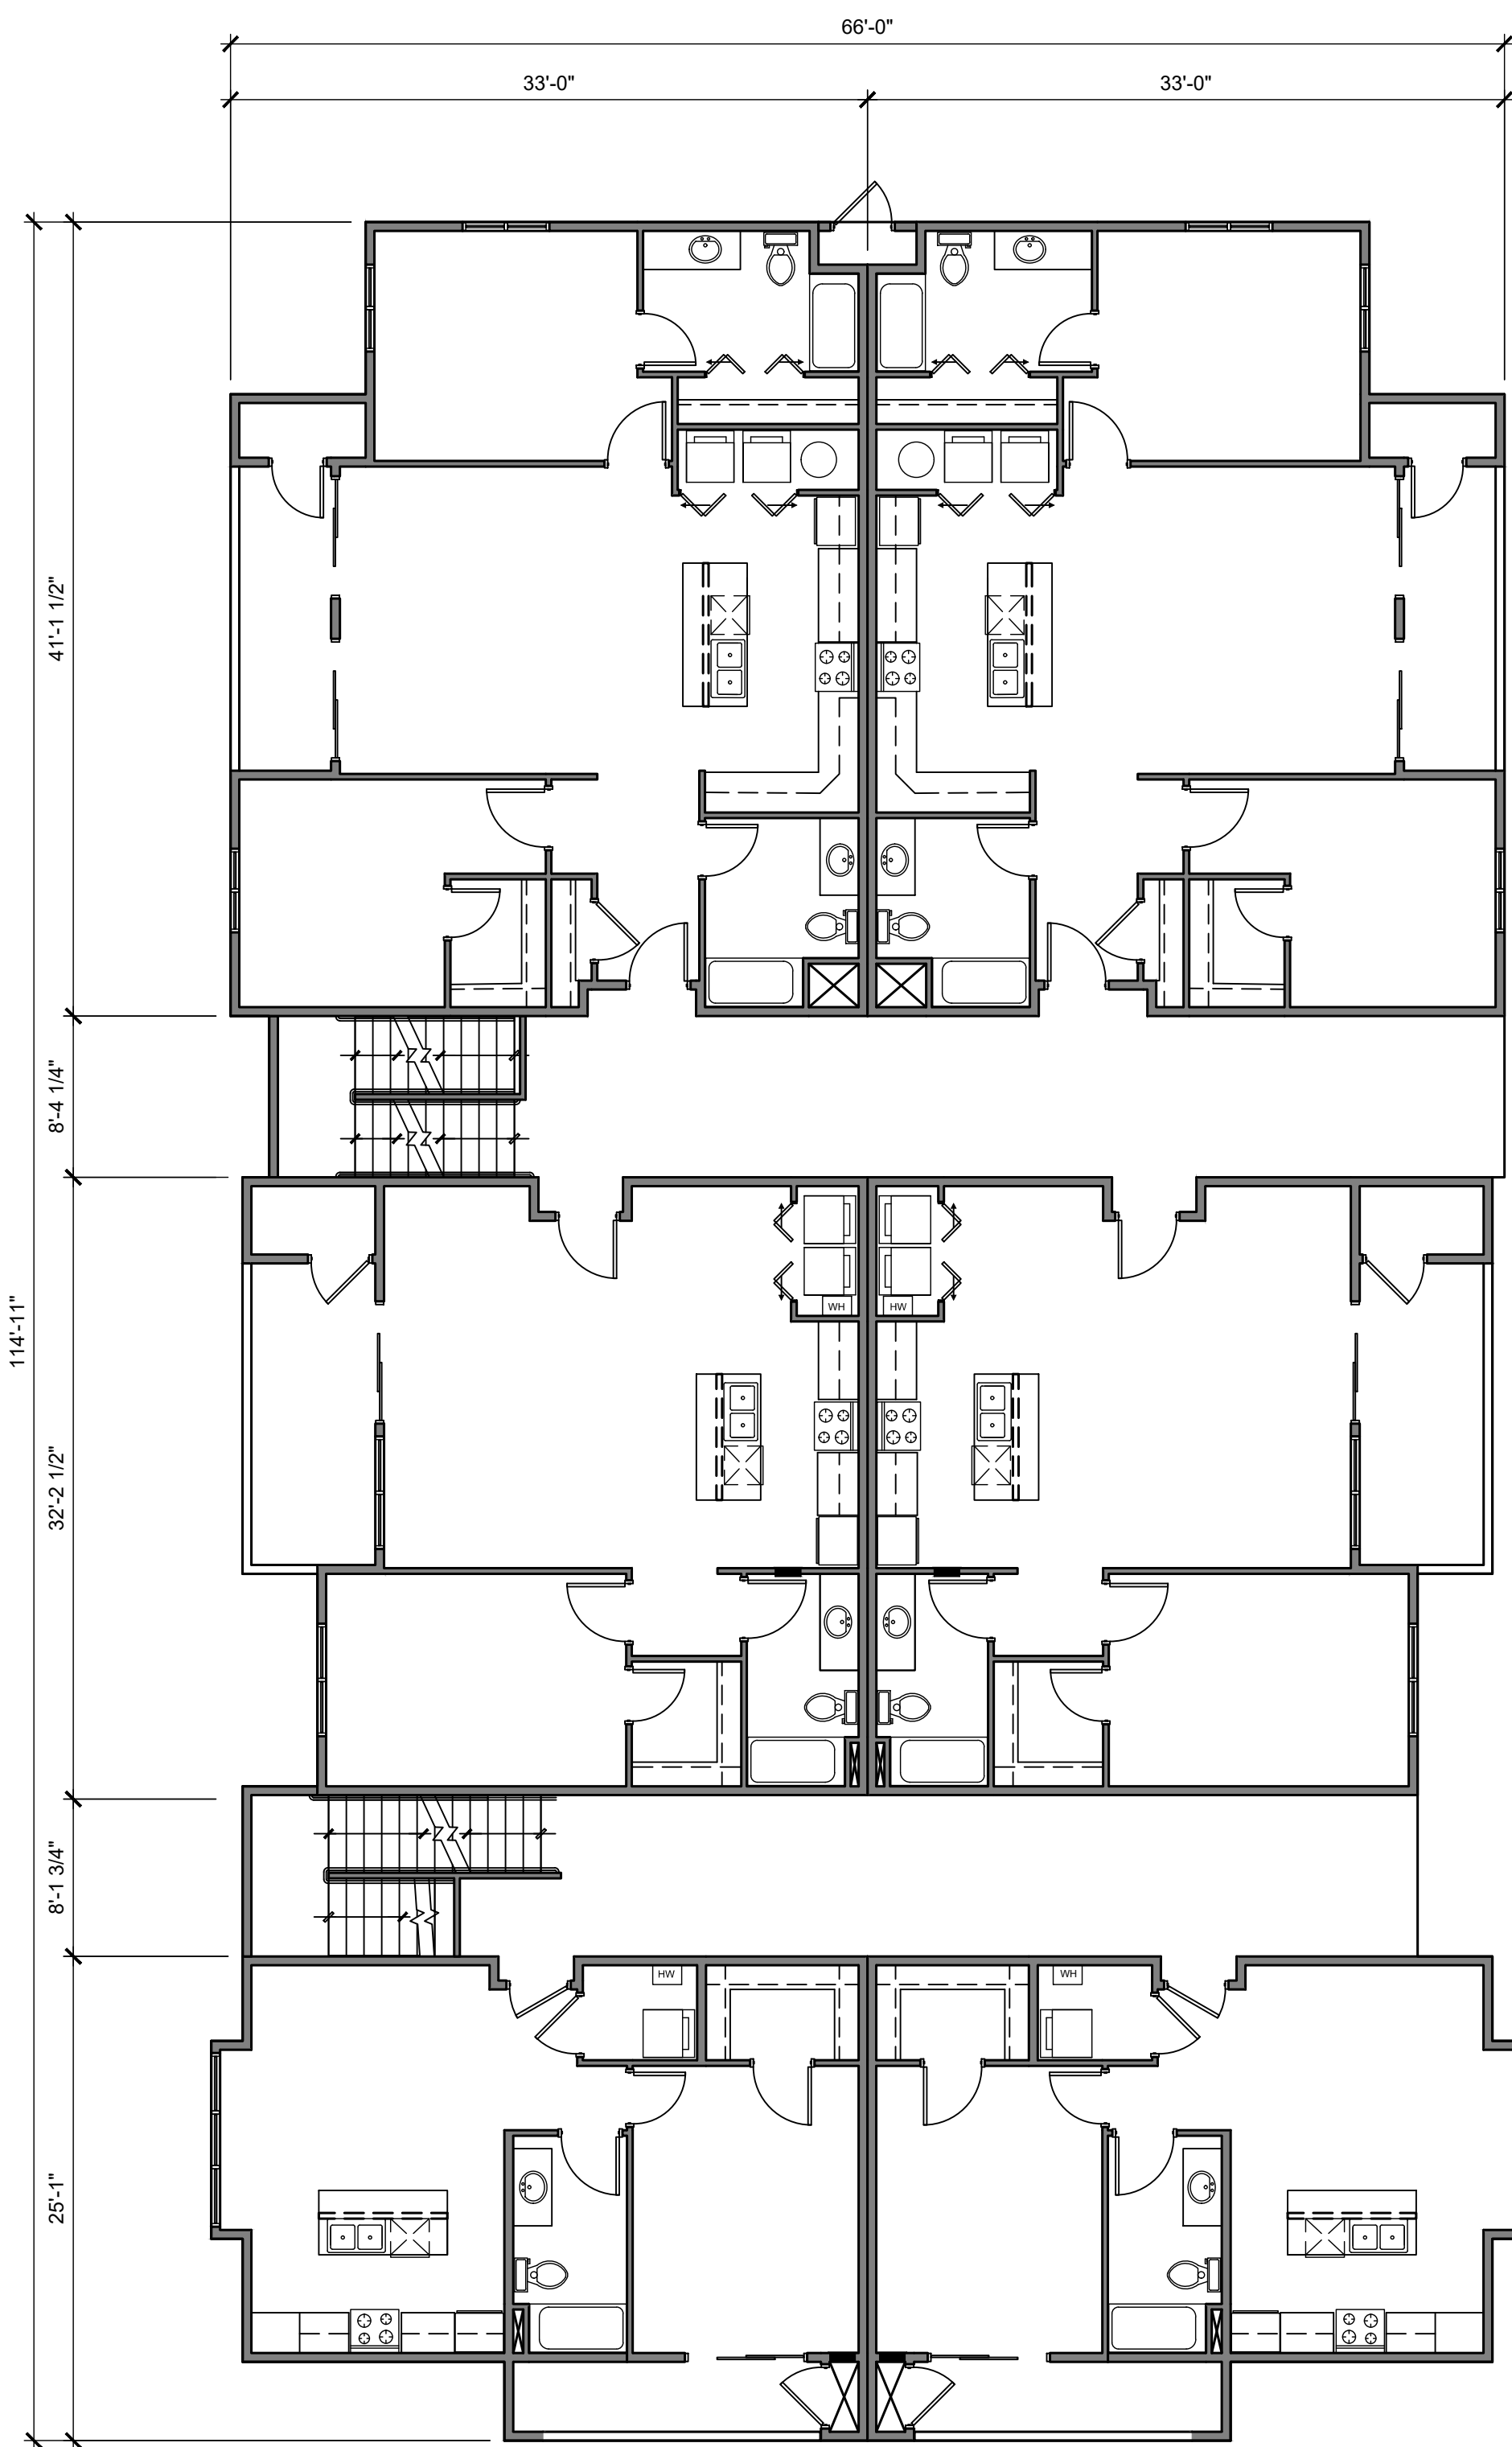 66'-0"
33'-0"
33'-0"
41'-1 1/2"
8'-4 1/4"
114'-11"
WH
HW
32'-2 1/2"
8'-1 3/4"
HW
WH
25'-1"